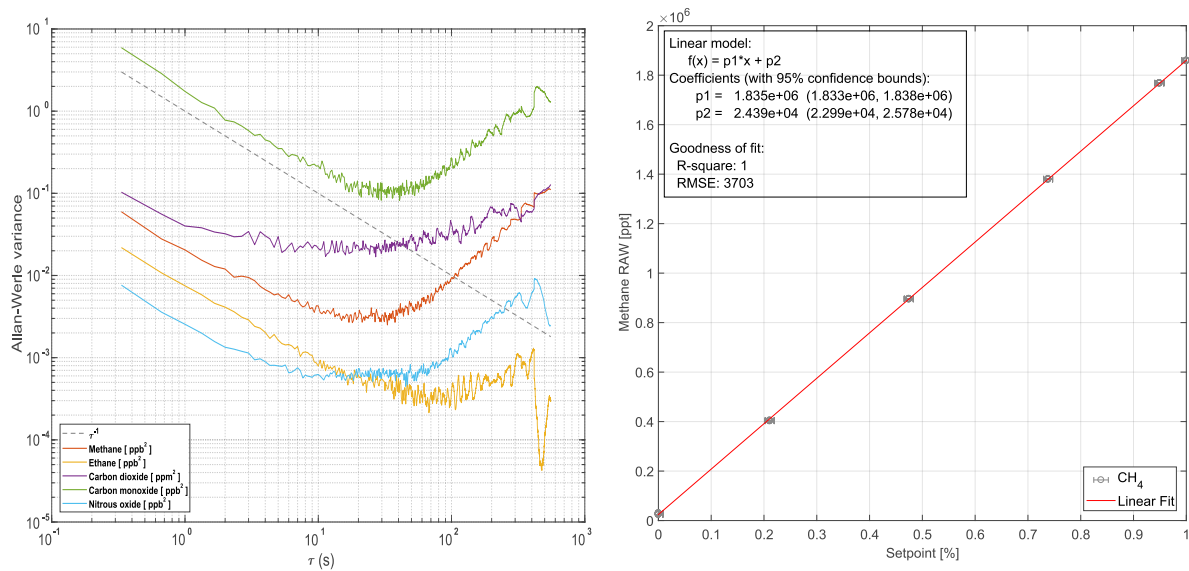 Allan-Werle variance
10^1
10^0
10^-1
10^-2
10^-3
10^-4
10^-5
10^-1
10^0
10^1
10^2
10^3
τ (s)
τ^-1
Methane [ ppb^2 ]
Ethane [ ppb^2 ]
Carbon dioxide [ ppm^2 ]
Carbon monoxide [ ppb^2 ]
Nitrous oxide [ ppb^2 ]
×10^6
Methane RAW [ppt]
2
1.8
1.6
1.4
1.2
1
0.8
0.6
0.4
0.2
0
Linear model:
f(x) = p1*x + p2
Coefficients (with 95% confidence bounds):
p1 = 1.835e+06 (1.833e+06, 1.838e+06)
p2 = 2.439e+04 (2.299e+04, 2.578e+04)
Goodness of fit:
R-square: 1
RMSE: 3703
CH_4
Linear Fit
0 0.1 0.2 0.3 0.4 0.5 0.6 0.7 0.8 0.9 1
Setpoint [%]